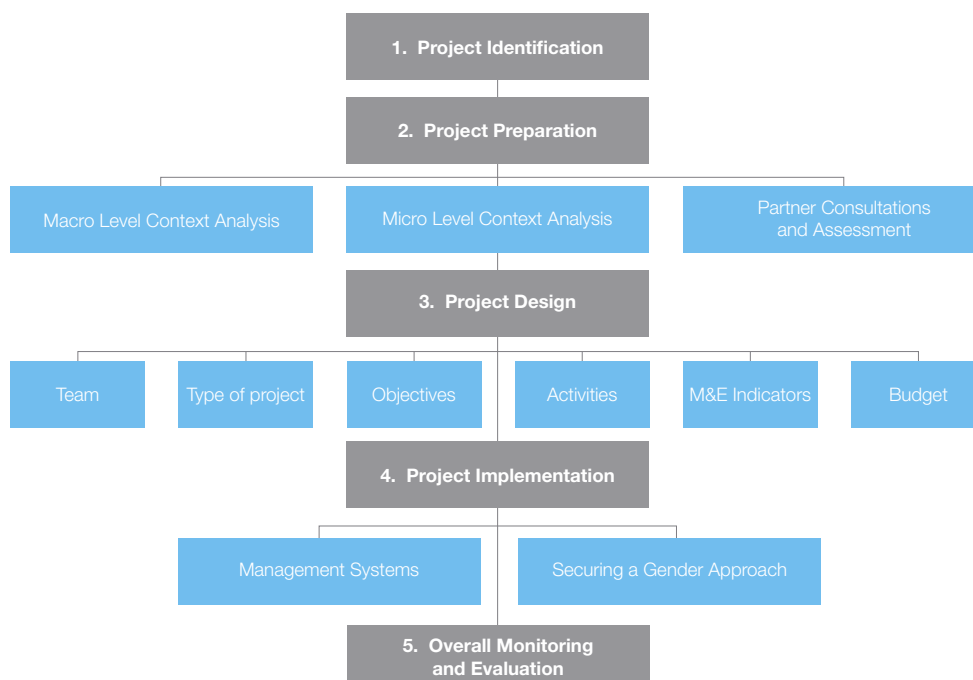 1. Project Identification
2. Project Preparation
Macro Level Context Analysis
Micro Level Context Analysis
Partner Consultations
and Assessment
3. Project Design
Team
Type of project
Objectives
Activities
M&E Indicators
Budget
4. Project Implementation
Management Systems
Securing a Gender Approach
5. Overall Monitoring
and Evaluation